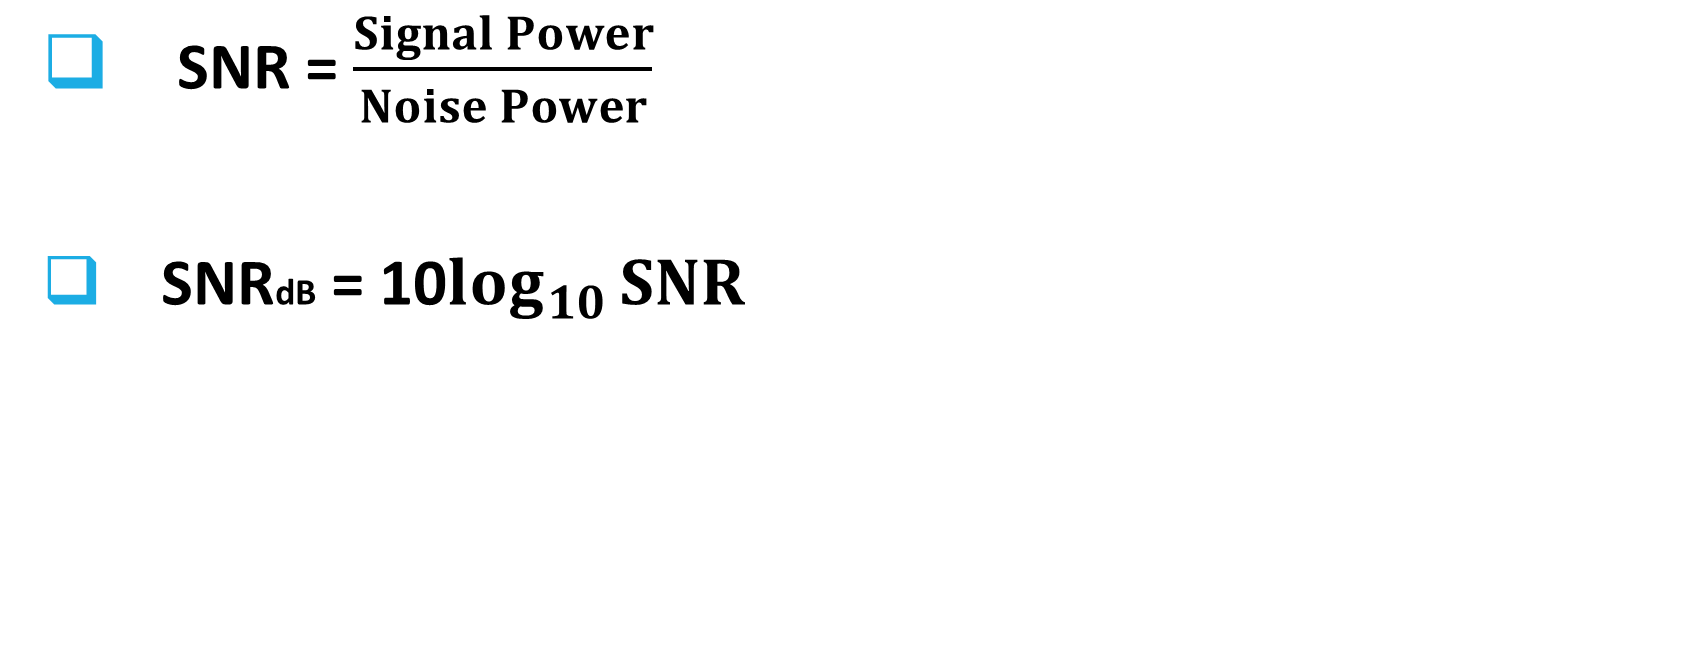 ❑ SNR = Signal Power / Noise Power
❑ SNRdB = 10log₁₀ SNR